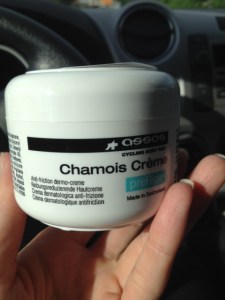 assos
CYCLING BODY CARE
Chamois Crème
Anti-friction dermo-creme
Reibungsreduzierende Hautcreme
Crema dermatologica anti-frizione
Crème dermatologique antifriction
Made in Switzerland